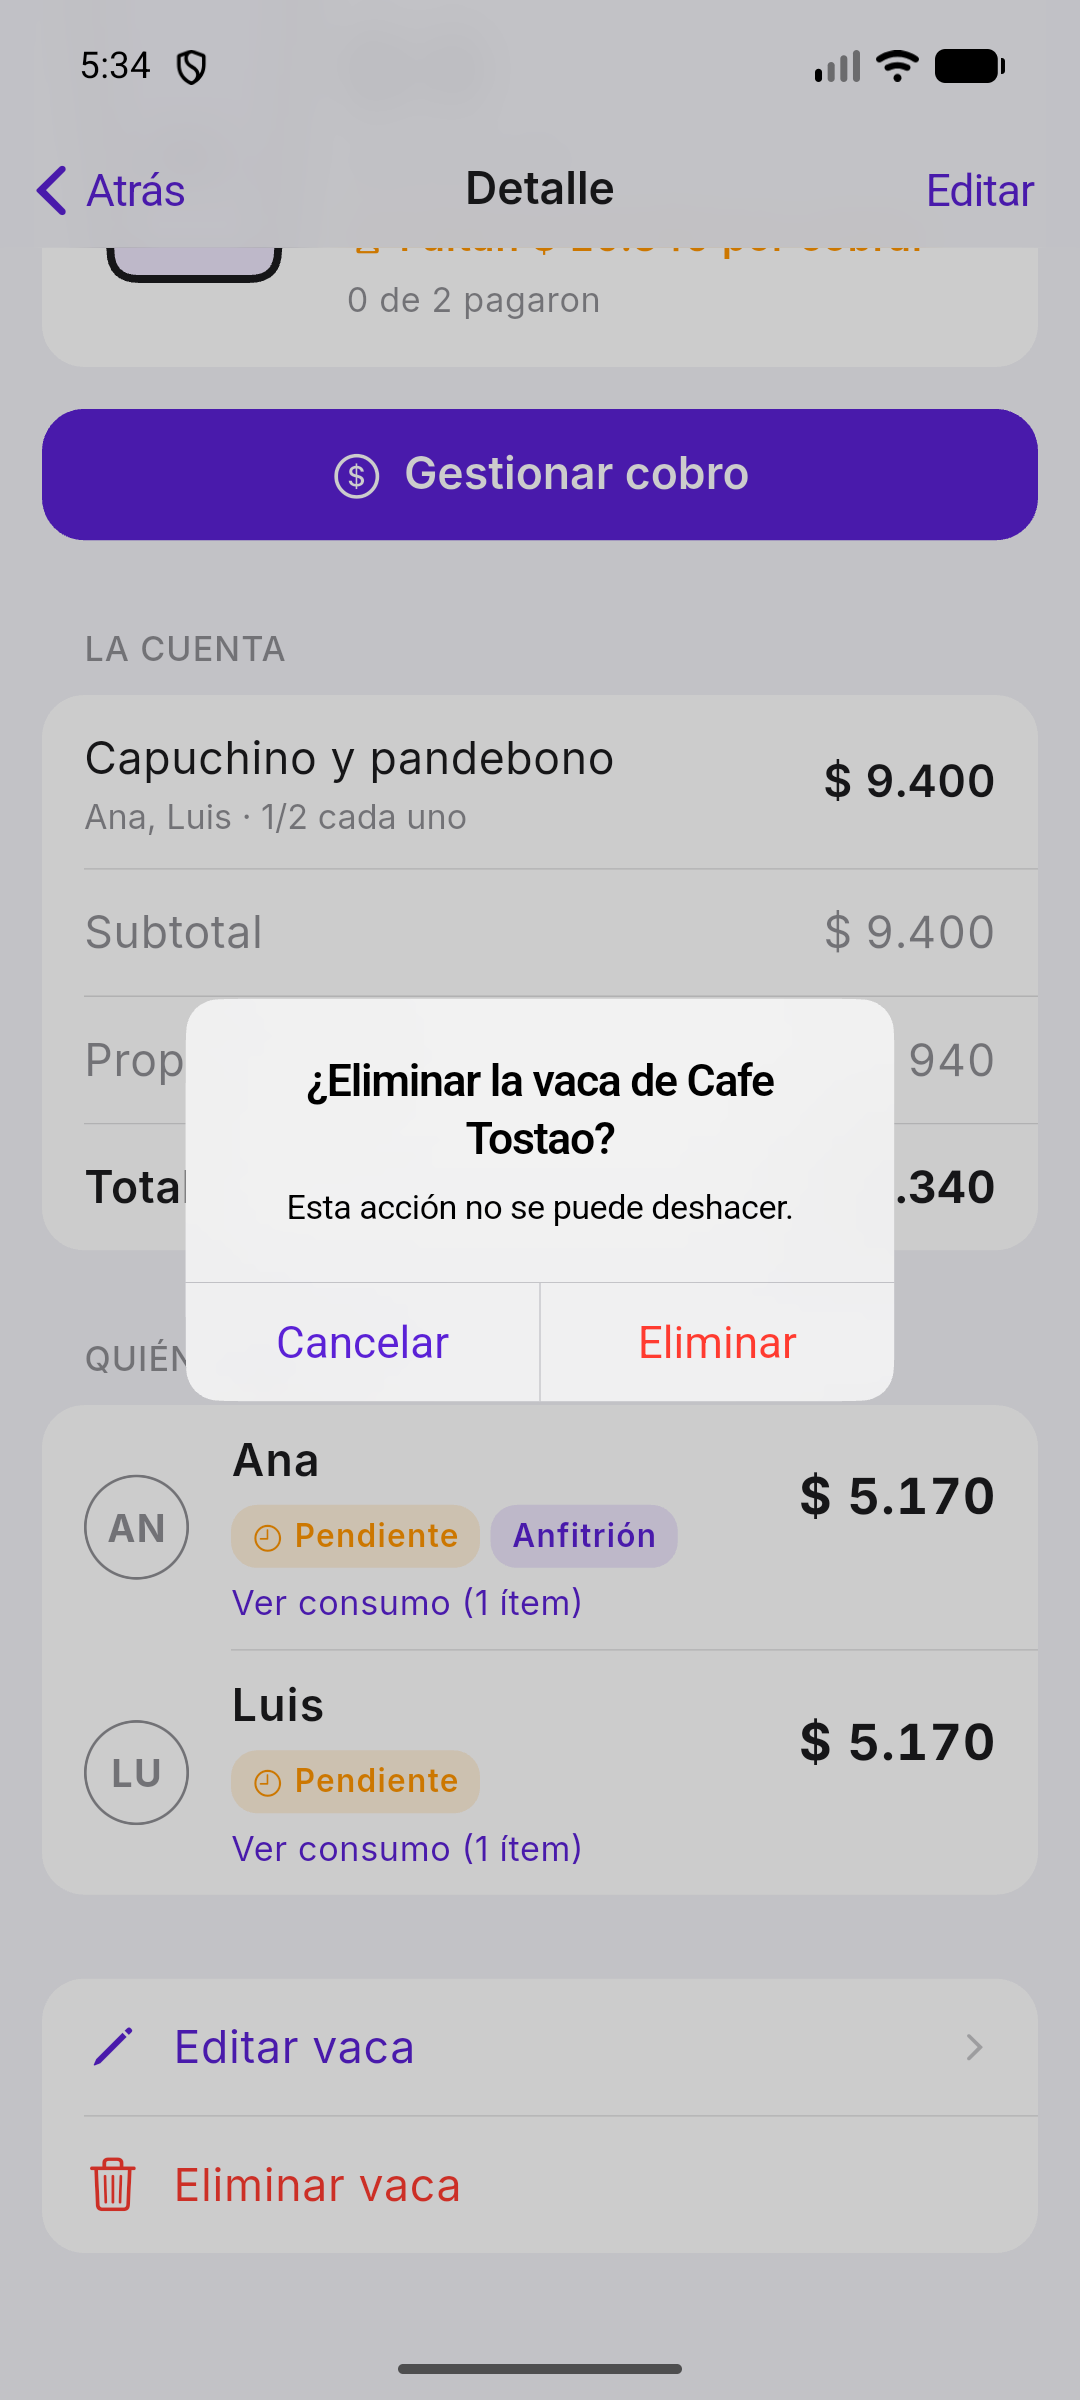 5:34
Atrás
Detalle
Editar
0 de 2 pagaron
$ Gestionar cobro
LA CUENTA
Capuchino y pandebono
$ 9.400
Ana, Luis · 1/2 cada uno
Subtotal
$ 9.400
Prop
940
Total
.340
¿Eliminar la vaca de Cafe
Tostao?
Esta acción no se puede deshacer.
Cancelar
Eliminar
QUIÉN
Ana
$ 5.170
AN
Pendiente
Anfitrión
Ver consumo (1 ítem)
Luis
$ 5.170
LU
Pendiente
Ver consumo (1 ítem)
Editar vaca
Eliminar vaca